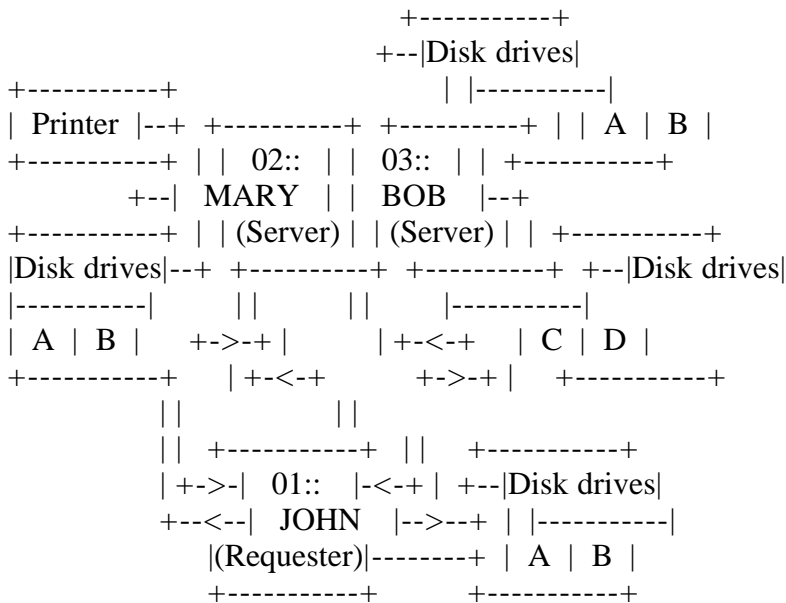 +-----------+
+--|Disk drives|
+-----------+ | |-----------|
| Printer |--+ +----------+ +----------+ | | A | B |
+-----------+ | | 02:: | | 03:: | | +-----------+
+--| MARY | | BOB |--+
+-----------+ | | (Server) | | (Server) | | +-----------+
|Disk drives|--+ +----------+ +----------+ +--|Disk drives|
|-----------| | | | | |-----------|
| A | B | +->-+ | | +-<-+ | C | D |
+-----------+ | +-<-+ +->-+ | +-----------+
| | | |
| | +-----------+ | | +-----------+
| +->-| 01:: |-<-+ | +--|Disk drives|
+--<--| JOHN |-->--+ | |-----------|
|(Requester)|--------+ | A | B |
+-----------+ +-----------+